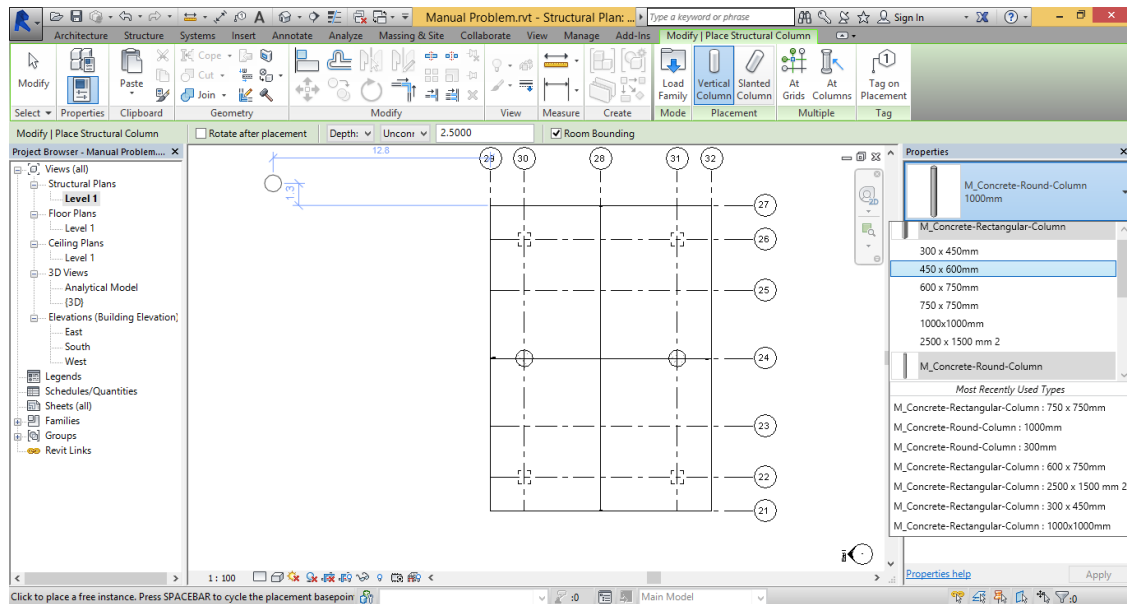 Manual Problem.rvt - Structural Plan: ...
Type a keyword or phrase
Sign In
Architecture Structure Systems Insert Annotate Analyze Massing & Site Collaborate View Manage Add-Ins Modify | Place Structural Column
Modify
Paste
Cope
Cut
Join
Load Family
Vertical Column
Slanted Column
At Grids
At Columns
Tag on Placement
Select Properties Clipboard Geometry Modify View Measure Create Mode Placement Multiple Tag
Modify | Place Structural Column
Rotate after placement
Depth:
Unconr
2.5000
Room Bounding
Project Browser - Manual Problem....
Views (all)
Structural Plans
Level 1
Floor Plans
Level 1
Ceiling Plans
Level 1
3D Views
Analytical Model
{3D}
Elevations (Building Elevation)
East
South
West
Legends
Schedules/Quantities
Sheets (all)
Families
Groups
Revit Links
12.8
1.3
29 30 28 31 32
27
26
25
24
23
22
21
2D
Properties
M_Concrete-Round-Column
1000mm
M_Concrete-Rectangular-Column
300 x 450mm
450 x 600mm
600 x 750mm
750 x 750mm
1000x1000mm
2500 x 1500 mm 2
M_Concrete-Round-Column
Most Recently Used Types
M_Concrete-Rectangular-Column : 750 x 750mm
M_Concrete-Round-Column : 1000mm
M_Concrete-Round-Column : 300mm
M_Concrete-Rectangular-Column : 600 x 750mm
M_Concrete-Rectangular-Column : 2500 x 1500 mm 2
M_Concrete-Rectangular-Column : 300 x 450mm
M_Concrete-Rectangular-Column : 1000x1000mm
1 : 100
Properties help
Apply
Click to place a free instance. Press SPACEBAR to cycle the placement basepoin
:0
Main Model
:0